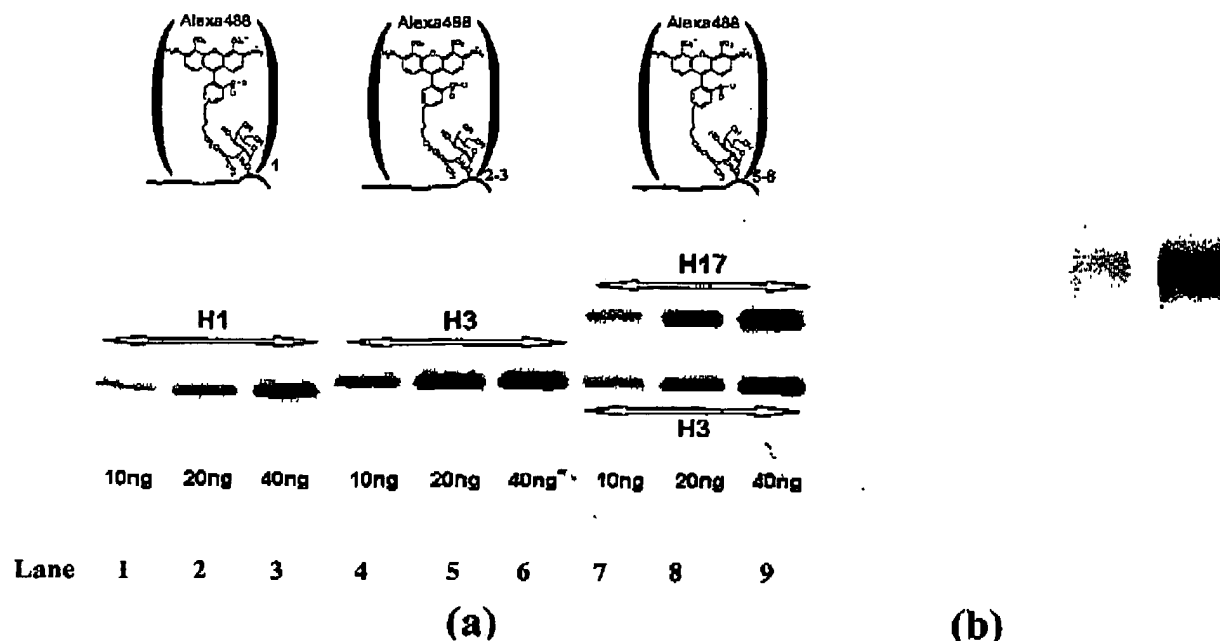 Alexa488 Alexa488 Alexa488
1 2-3 5-6
H17
H1 H3
H3
10ng 20ng 40ng 10ng 20ng 40ng 10ng 20ng 40ng
Lane 1 2 3 4 5 6 7 8 9
(a) (b)